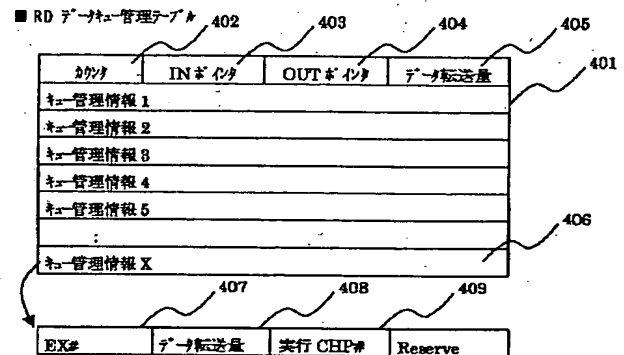 ■ RD ﾃﾞｰﾀｷｭｰ管理ﾃｰﾌﾞﾙ
402 403 404 405
ｶｳﾝﾀ INﾎﾟｲﾝﾀ OUTﾎﾟｲﾝﾀ ﾃﾞｰﾀ転送量
401
ｷｭｰ管理情報 1
ｷｭｰ管理情報 2
ｷｭｰ管理情報 3
ｷｭｰ管理情報 4
ｷｭｰ管理情報 5
:
406
ｷｭｰ管理情報 X
407 408 409
EX# ﾃﾞｰﾀ転送量 実行 CHP# Reserve